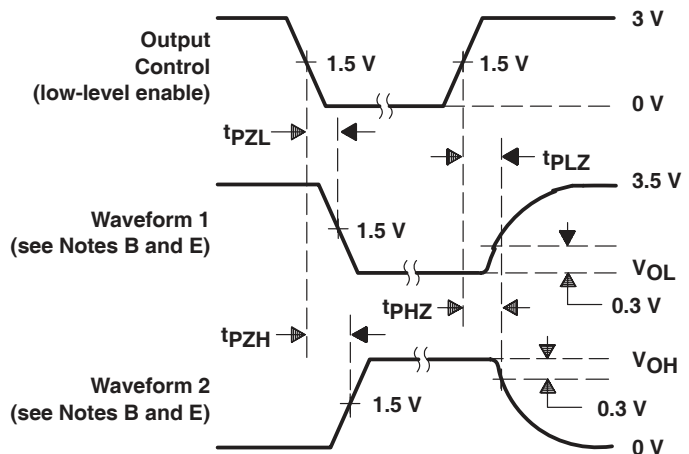 Output
Control
(low-level enable)
1.5 V
1.5 V
3 V
0 V
tPZL
tPLZ
Waveform 1
(see Notes B and E)
1.5 V
3.5 V
VOL
0.3 V
tPHZ
tPZH
Waveform 2
(see Notes B and E)
1.5 V
VOH
0.3 V
0 V